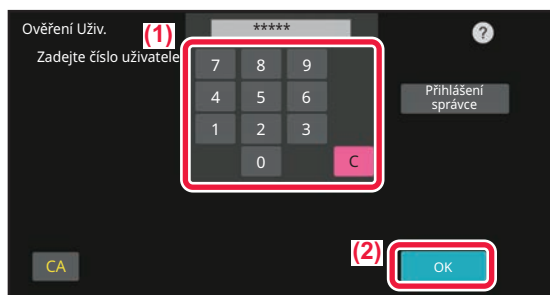 Ověření Uživ.
(1)
*****
?
Zadejte číslo uživatele
7 8 9
4 5 6
1 2 3
0 C
Přihlášení
správce
(2)
CA
OK